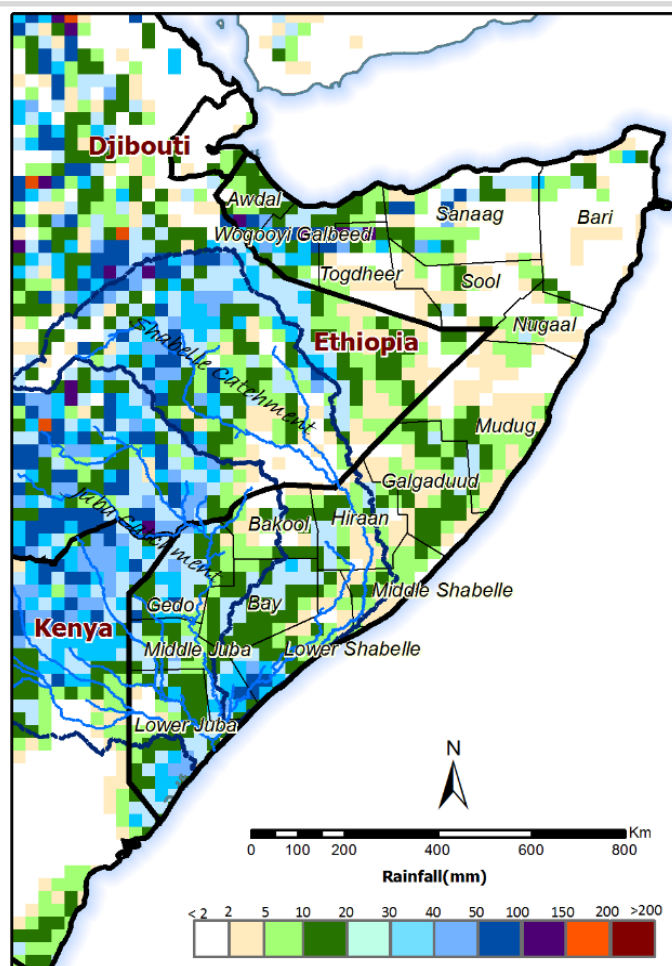 Djibouti
Awdal
Sanaag
Bari
Woqooyi Galbeed
Togdheer
Sool
Ethiopia
Nugaal
Shabelle Catchment
Mudug
Galgaduud
Juba Catchment
Bakool
Hiraan
Gedo
Bay
Middle Shabelle
Kenya
Middle Juba
Lower Shabelle
Lower Juba
N
Km
0 100 200 400 600 800
Rainfall(mm)
< 2 2 5 10 20 30 40 50 100 150 200 >200